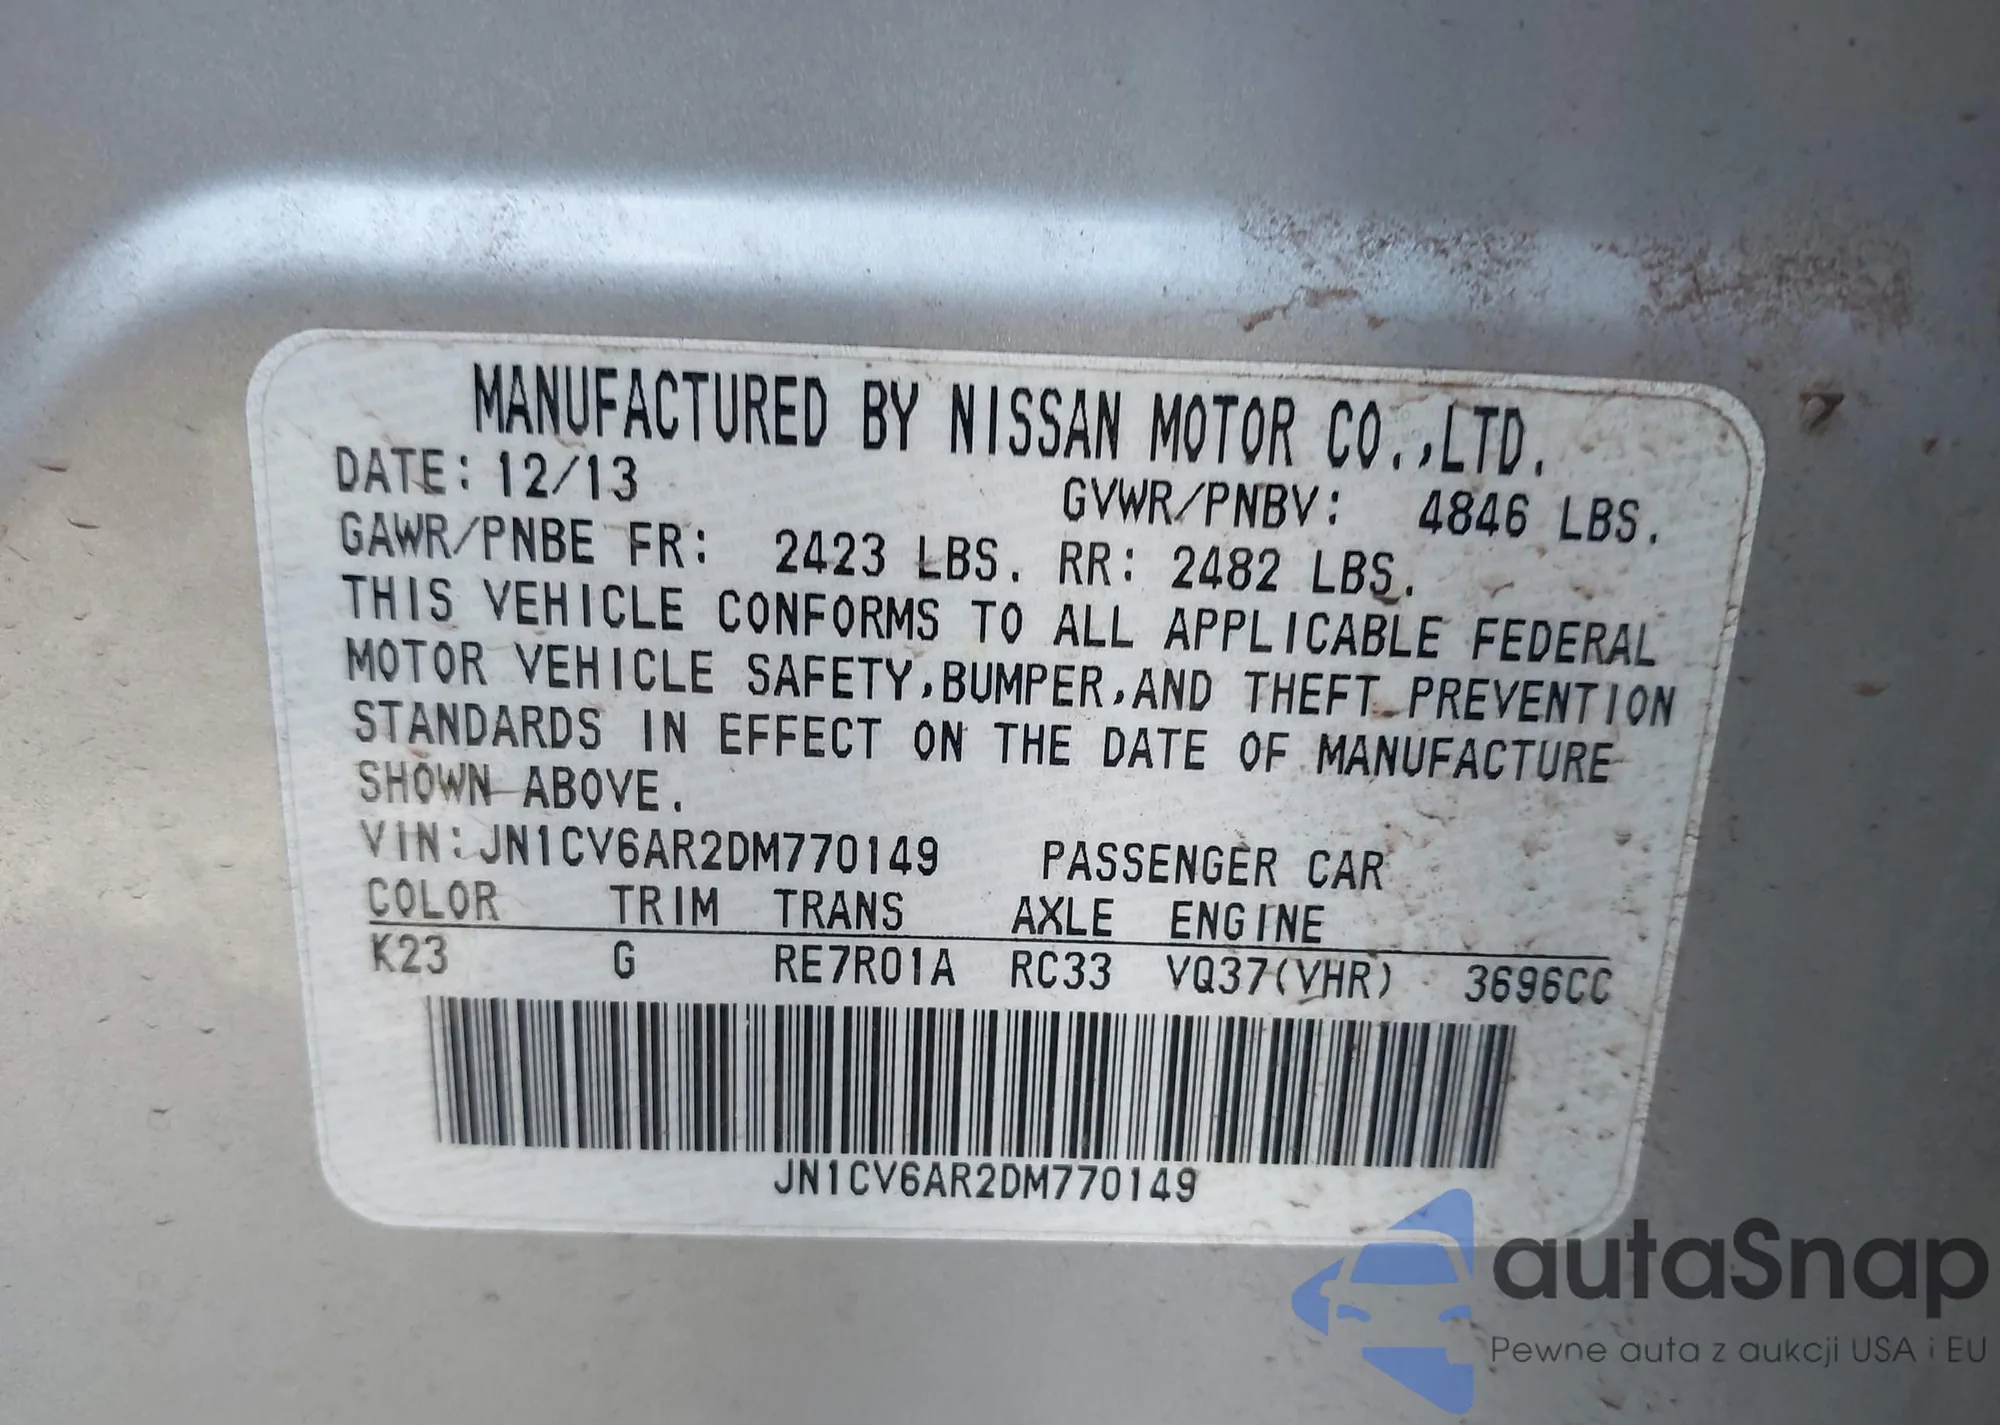 MANUFACTURED BY NISSAN MOTOR CO.,LTD.
DATE: 12/13 GVWR/PNBV: 4846 LBS.
GAWR/PNBE FR: 2423 LBS. RR: 2482 LBS.
THIS VEHICLE CONFORMS TO ALL APPLICABLE FEDERAL
MOTOR VEHICLE SAFETY,BUMPER,AND THEFT PREVENTION
STANDARDS IN EFFECT ON THE DATE OF MANUFACTURE
SHOWN ABOVE.
VIN: JN1CV6AR2DM770149 PASSENGER CAR
COLOR TRIM TRANS AXLE ENGINE
K23 G RE7R01A RC33 VQ37(VHR) 3696CC
JN1CV6AR2DM770149
autaSnap
Pewne auta z aukcji USA i EU